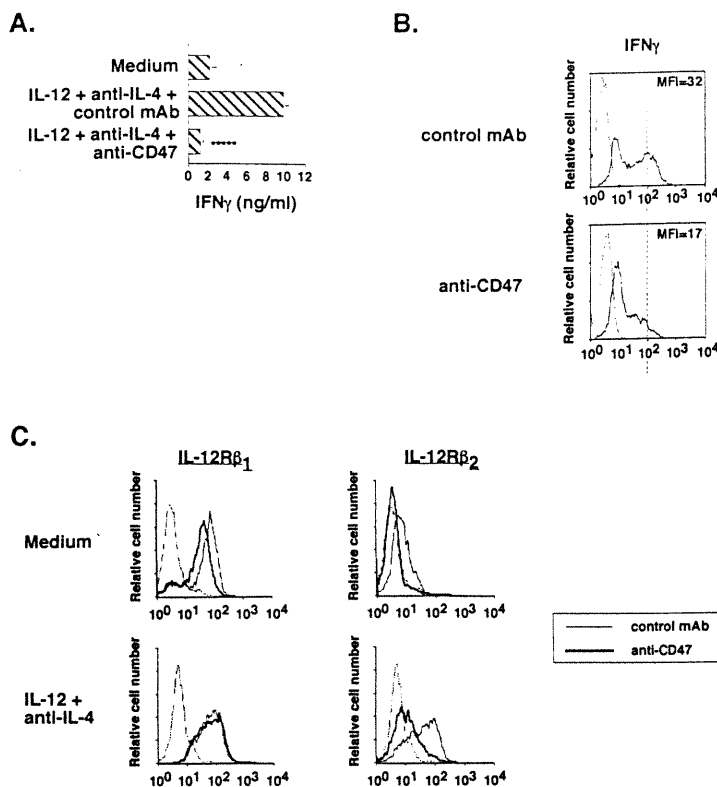 A.
Medium
IL-12 + anti-IL-4 +
control mAb
IL-12 + anti-IL-4 +
anti-CD47
0 2 4 6 8 10 12
IFNγ (ng/ml)
B.
IFNγ
control mAb
Relative cell number
MFI=32
10⁰ 10¹ 10² 10³ 10⁴
anti-CD47
Relative cell number
MFI=17
10⁰ 10¹ 10² 10³ 10⁴
C.
IL-12Rβ₁
IL-12Rβ₂
Medium
Relative cell number
10⁰ 10¹ 10² 10³ 10⁴
Relative cell number
10⁰ 10¹ 10² 10³ 10⁴
control mAb
anti-CD47
IL-12 +
anti-IL-4
Relative cell number
10⁰ 10¹ 10² 10³ 10⁴
Relative cell number
10⁰ 10¹ 10² 10³ 10⁴